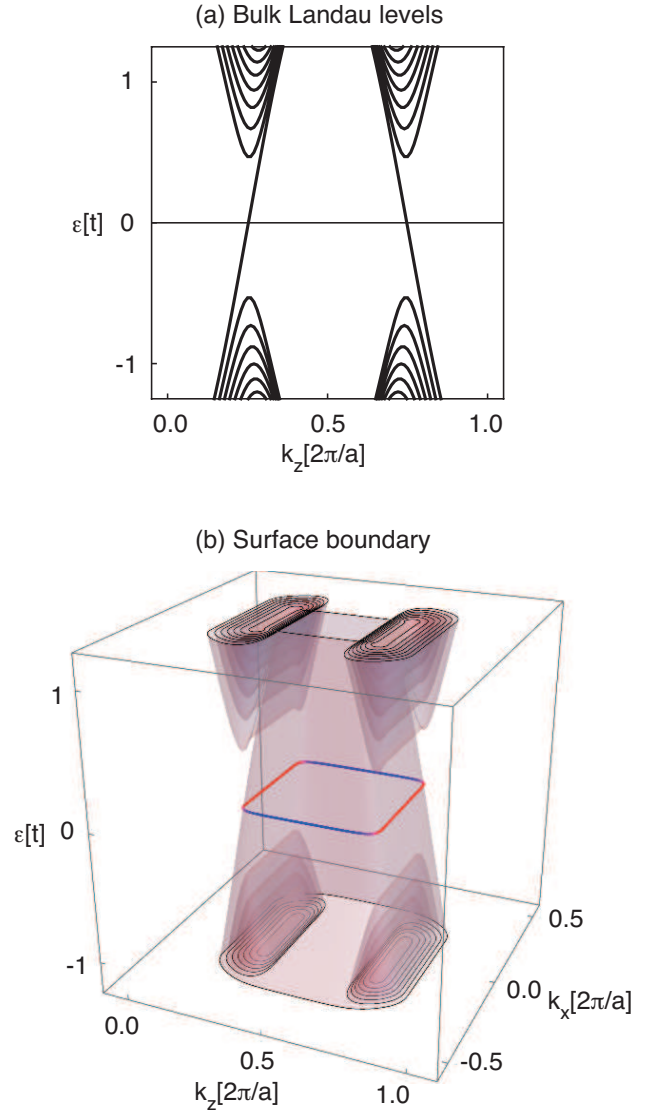 (a) Bulk Landau levels
1
ε[t] 0
-1
0.0 0.5 1.0
k_z[2π/a]
(b) Surface boundary
1
ε[t] 0
-1
0.5
0.0 k_x[2π/a]
-0.5
0.0
0.5
1.0
k_z[2π/a]